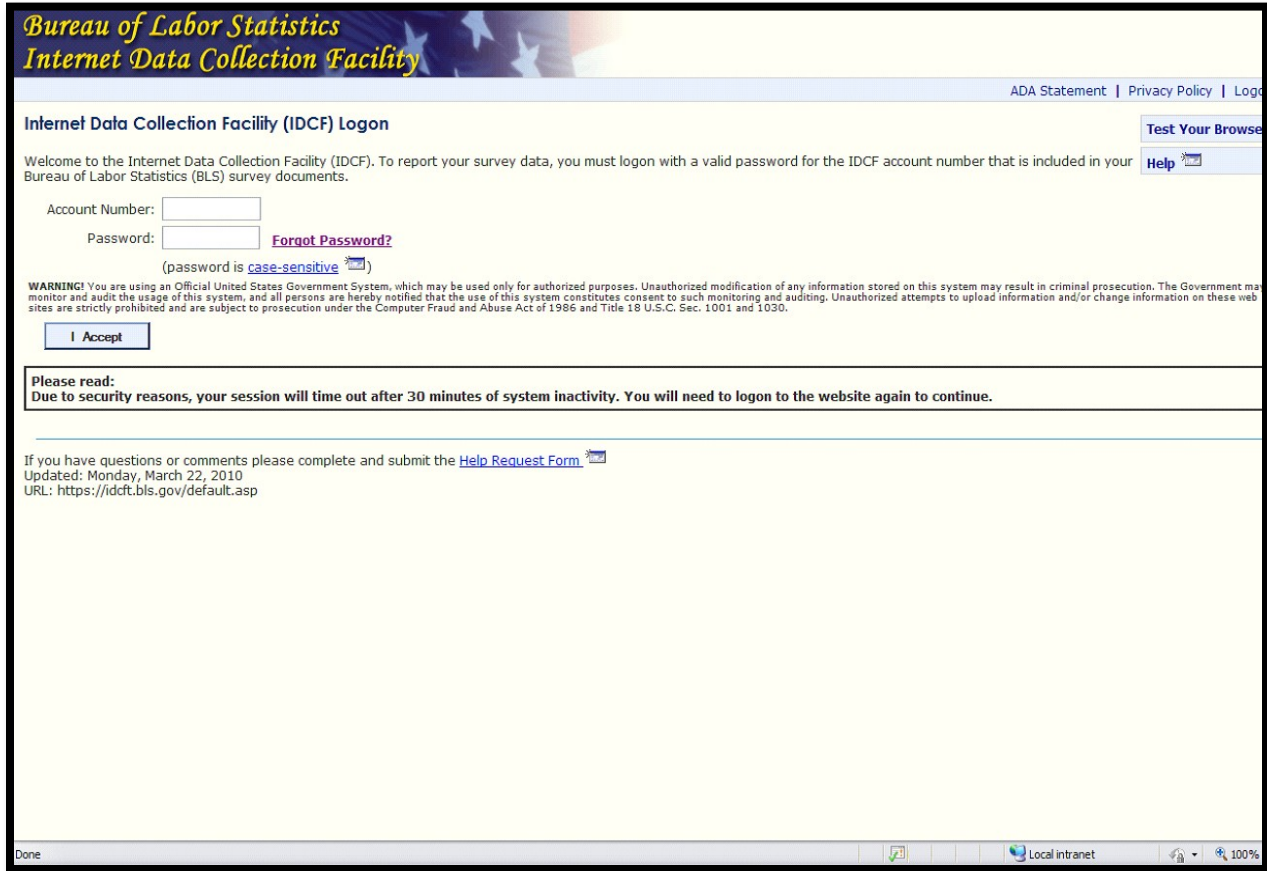 Bureau of Labor Statistics
Internet Data Collection Facility
ADA Statement | Privacy Policy |
Internet Data Collection Facility (IDCF) Logon
Test Your
Welcome to the Internet Data Collection Facility (IDCF). To report your survey data, you must logon with a valid password for the IDCF account number that is included in your
Bureau of Labor Statistics (BLS) survey documents.
Help
Account Number:
Password: Forgot Password?
(password is case-sensitive )
WARNING! You are using an Official United States Government System, which may be used only for authorized purposes. Unauthorized modification of any information stored on this system may result in criminal prosecution. The Government may
monitor and audit the usage of this system, and all persons are hereby notified that the use of this system constitutes consent to such monitoring and auditing. Unauthorized attempts to upload information and/or change information on these web
sites are strictly prohibited and are subject to prosecution under the Computer Fraud and Abuse Act of 1986 and Title 18 U.S.C. Sec. 1001 and 1030.
I Accept
Please read:
Due to security reasons, your session will time out after 30 minutes of system inactivity. You will need to logon to the website again to continue.
If you have questions or comments please complete and submit the Help Request Form
Updated: Monday, March 22, 2010
URL: https://idcft.bls.gov/default.asp
Done Local intranet 100%